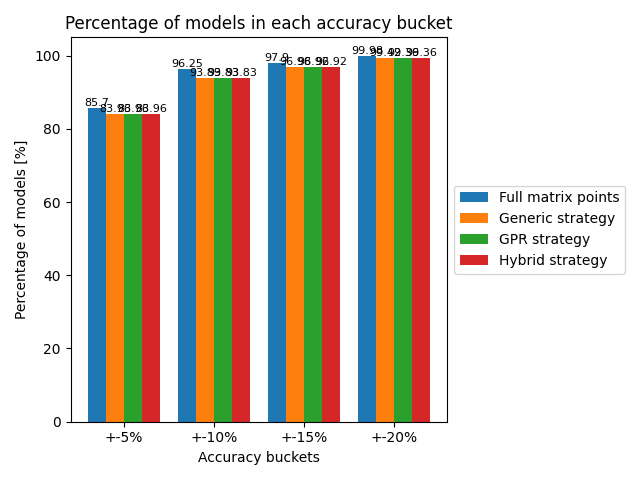 Percentage of models in each accuracy bucket
Percentage of models [%]
100
80
60
40
20
0
85.7
83.96
96.25
93.83
97.9
96.92
99.98
99.36
+-5%
+-10%
+-15%
+-20%
Accuracy buckets
Full matrix points
Generic strategy
GPR strategy
Hybrid strategy